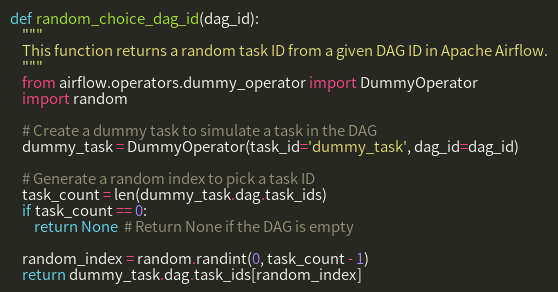 def random_choice_dag_id(dag_id):
    """
    This function returns a random task ID from a given DAG ID in Apache Airflow.
    """
    from airflow.operators.dummy_operator import DummyOperator
    import random

    # Create a dummy task to simulate a task in the DAG
    dummy_task = DummyOperator(task_id='dummy_task', dag_id=dag_id)

    # Generate a random index to pick a task ID
    task_count = len(dummy_task.dag.task_ids)
    if task_count == 0:
        return None  # Return None if the DAG is empty

    random_index = random.randint(0, task_count - 1)
    return dummy_task.dag.task_ids[random_index]